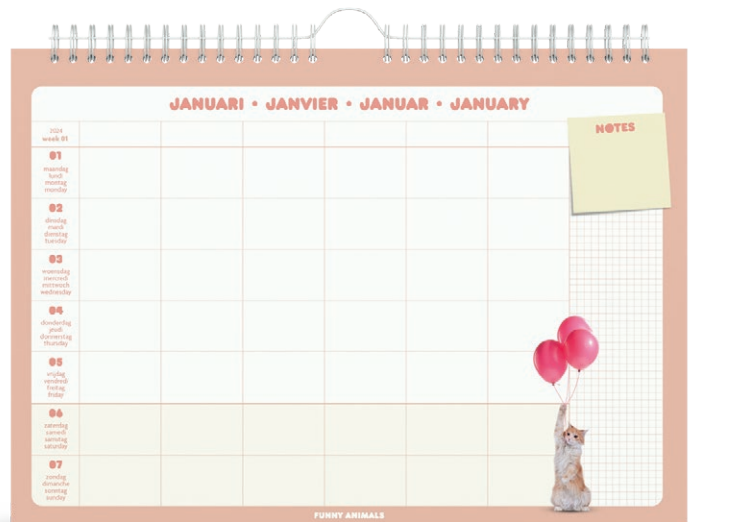 JANUARI • JANVIER • JANUAR • JANUARY
NOTES
2024
week 01
01
maandag
lundi
montag
monday
02
dinsdag
mardi
dienstag
tuesday
03
woensdag
mercredi
mittwoch
wednesday
04
donderdag
jeudi
donnerstag
thursday
05
vrijdag
vendredi
freitag
friday
06
zaterdag
samedi
samstag
saturday
07
zondag
dimanche
sonntag
sunday
FUNNY ANIMALS